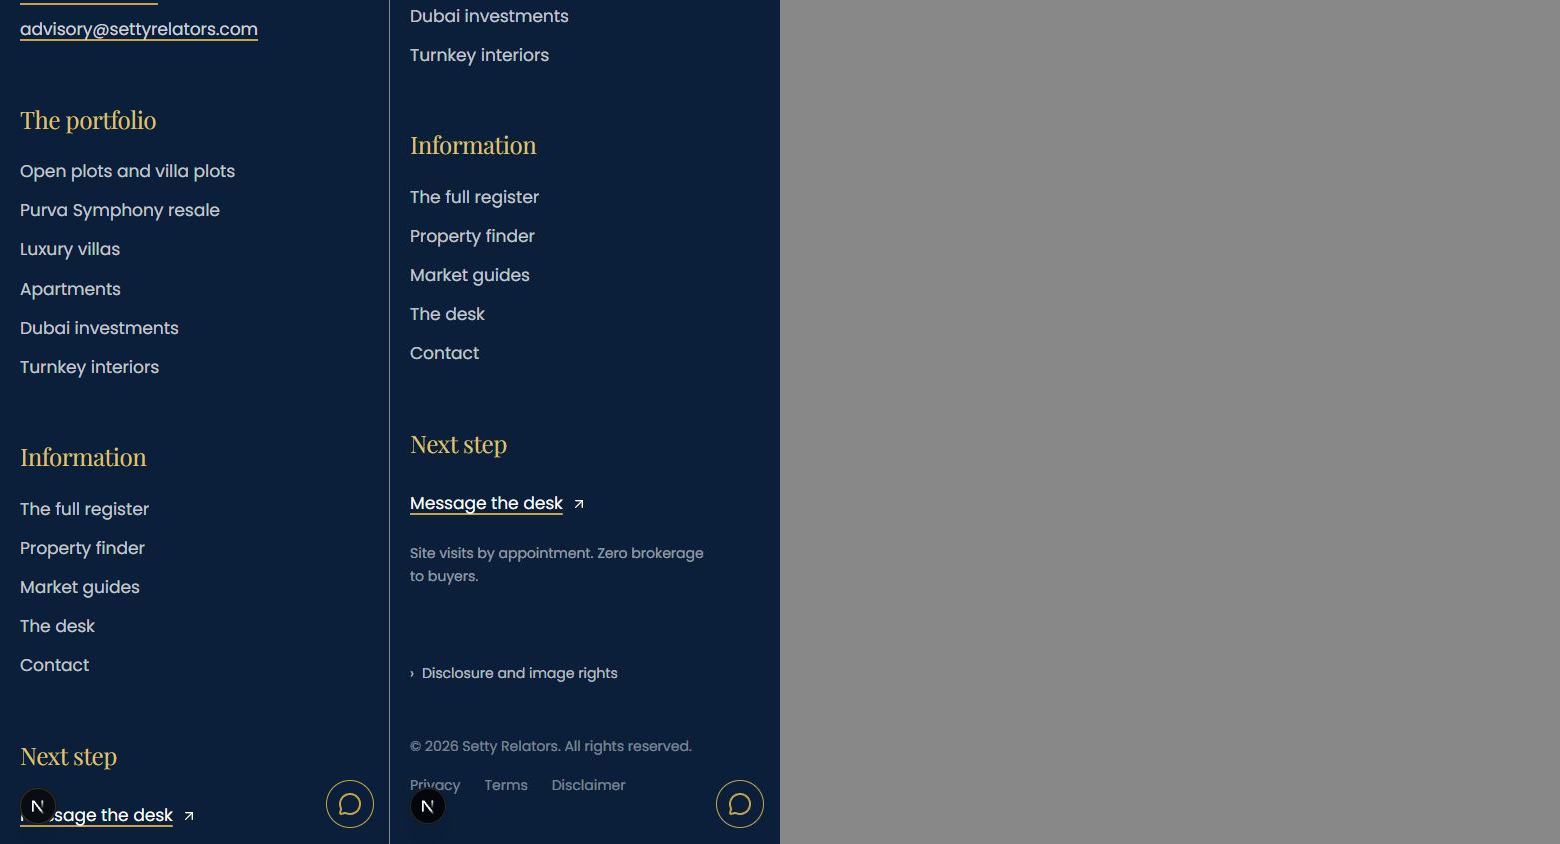 advisory@settyrelators.com
The portfolio
Open plots and villa plots
Purva Symphony resale
Luxury villas
Apartments
Dubai investments
Turnkey interiors
Information
The full register
Property finder
Market guides
The desk
Contact
Next step
sage the desk
Dubai investments
Turnkey interiors
Information
The full register
Property finder
Market guides
The desk
Contact
Next step
Message the desk
Site visits by appointment. Zero brokerage
to buyers.
› Disclosure and image rights
© 2026 Setty Relators. All rights reserved.
Privacy Terms Disclaimer
N
N